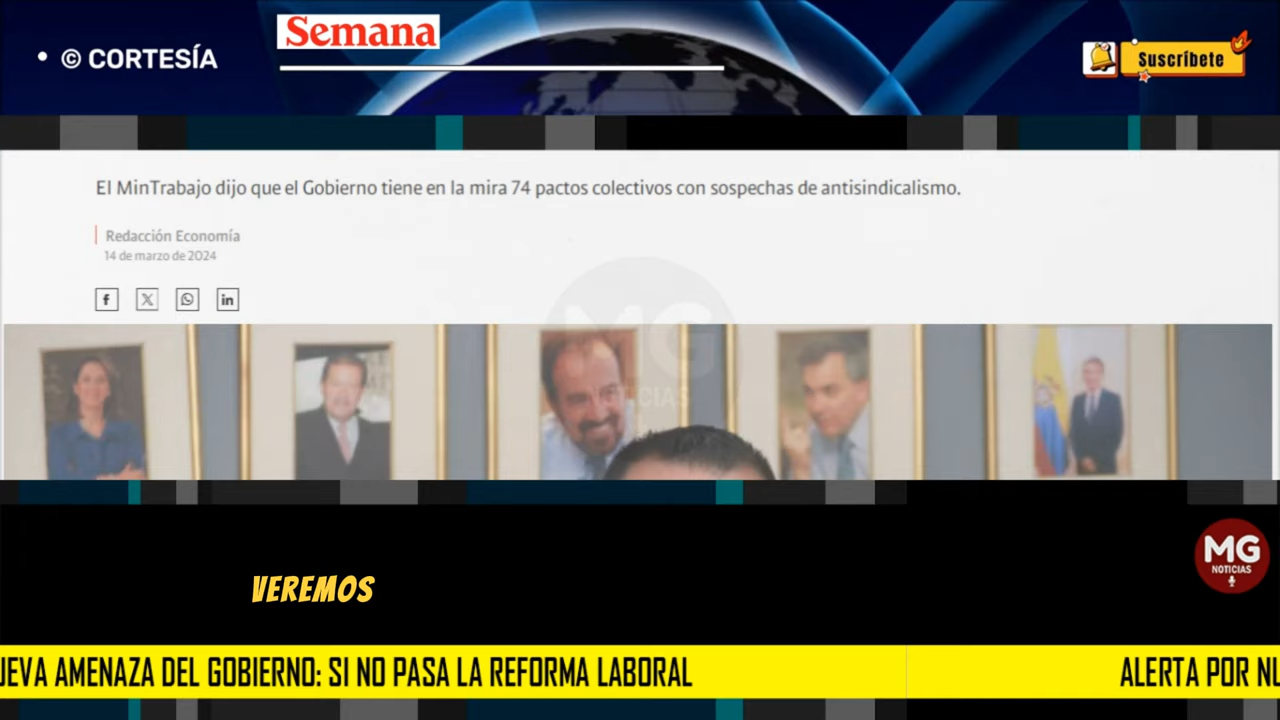 Semana
• © CORTESÍA
Suscríbete
El MinTrabajo dijo que el Gobierno tiene en la mira 74 pactos colectivos con sospechas de antisindicalismo.
Redacción Economía
14 de marzo de 2024
MG
NOTICIAS
VEREMOS
UEVA AMENAZA DEL GOBIERNO: SI NO PASA LA REFORMA LABORAL
ALERTA POR NU